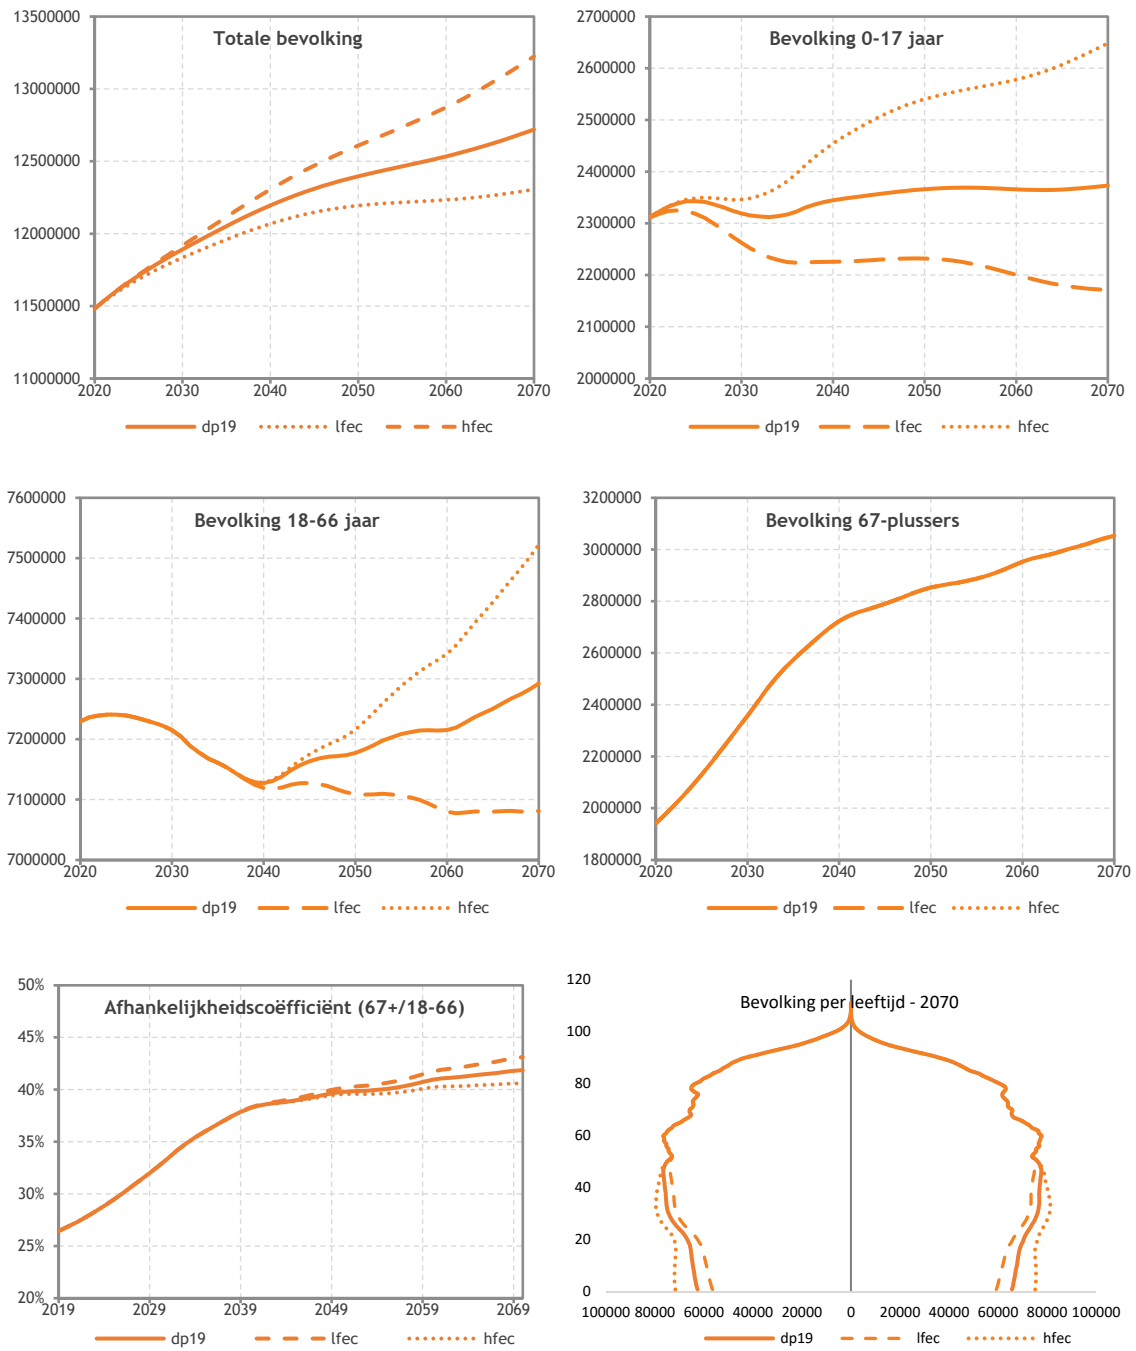 Totale bevolking
13500000
13000000
12500000
12000000
11500000
11000000
2020 2030 2040 2050 2060 2070
dp19 lfec hfec
Bevolking 0-17 jaar
2700000
2600000
2500000
2400000
2300000
2200000
2100000
2000000
2020 2030 2040 2050 2060 2070
dp19 lfec hfec
Bevolking 18-66 jaar
7600000
7500000
7400000
7300000
7200000
7100000
7000000
2020 2030 2040 2050 2060 2070
dp19 lfec hfec
Bevolking 67-plussers
3200000
3000000
2800000
2600000
2400000
2200000
2000000
1800000
2020 2030 2040 2050 2060 2070
dp19 lfec hfec
Afhankelijkheidscoëfficiënt (67+/18-66)
50%
45%
40%
35%
30%
25%
20%
2019 2029 2039 2049 2059 2069
dp19 lfec hfec
Bevolking per leeftijd - 2070
120
100
80
60
40
20
0
100000 80000 60000 40000 20000 0 20000 40000 60000 80000 100000
dp19 lfec hfec